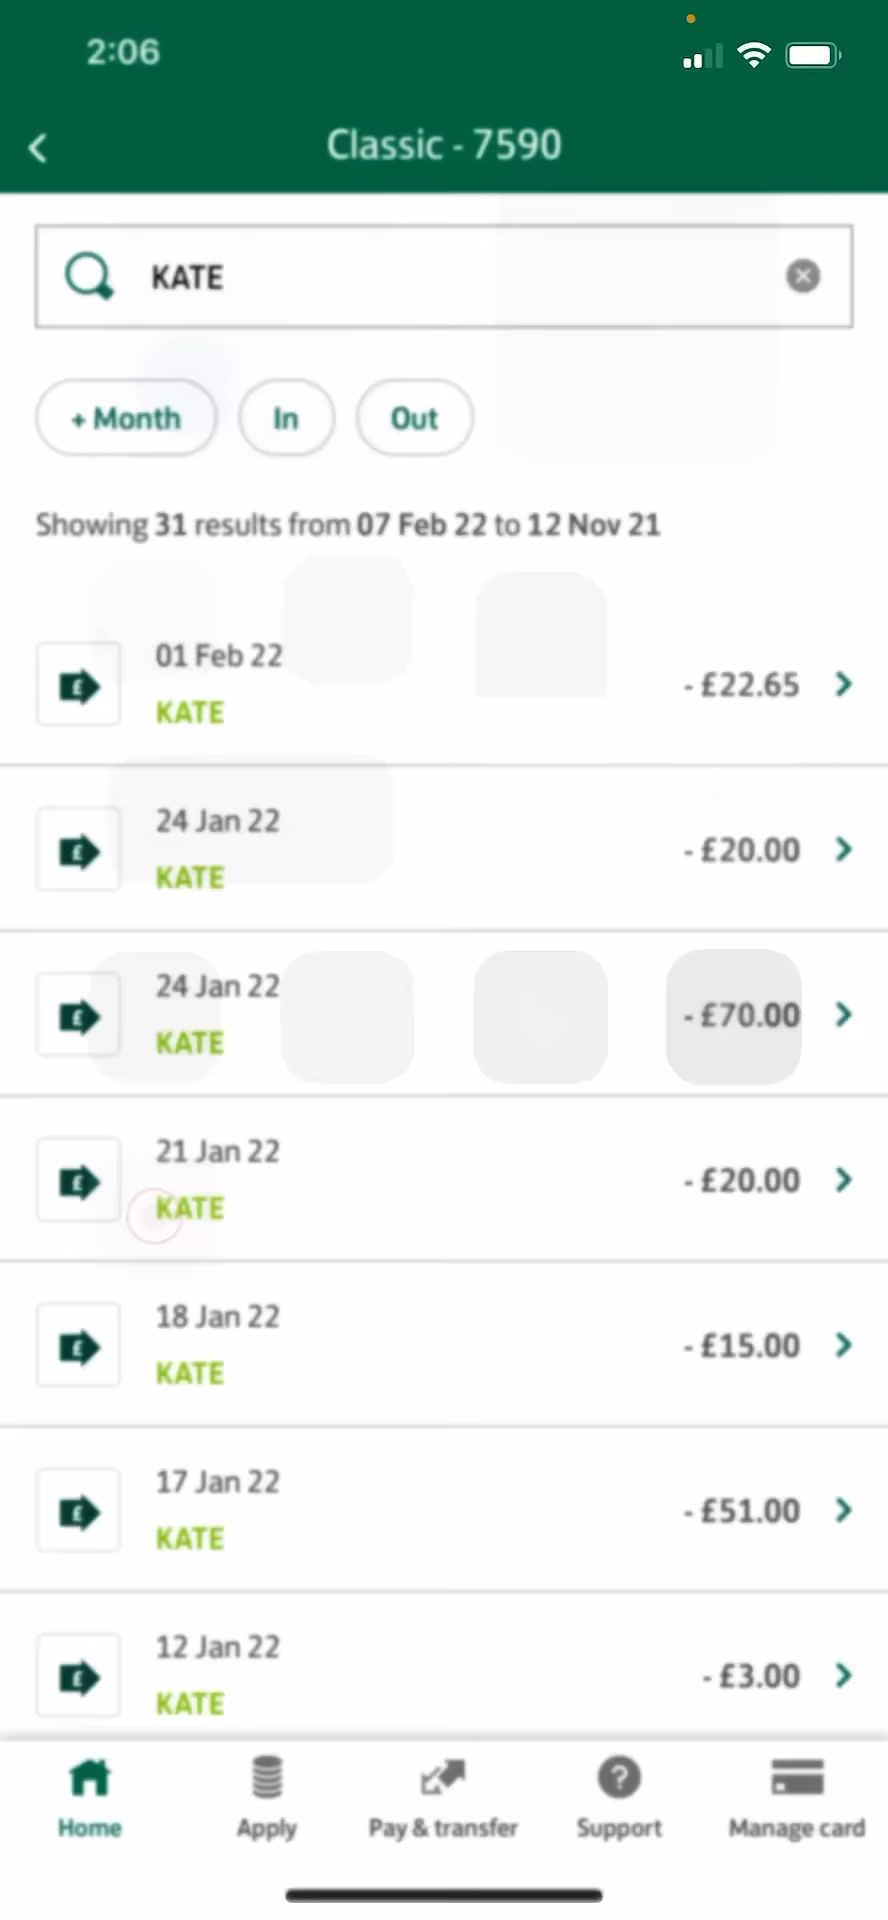 2:06
Classic - 7590
KATE
+ Month
In
Out
Showing 31 results from 07 Feb 22 to 12 Nov 21
01 Feb 22
KATE
- £22.65
24 Jan 22
KATE
- £20.00
24 Jan 22
KATE
- £70.00
21 Jan 22
KATE
- £20.00
18 Jan 22
KATE
- £15.00
17 Jan 22
KATE
- £51.00
12 Jan 22
KATE
- £3.00
Home
Apply
Pay & transfer
Support
Manage card